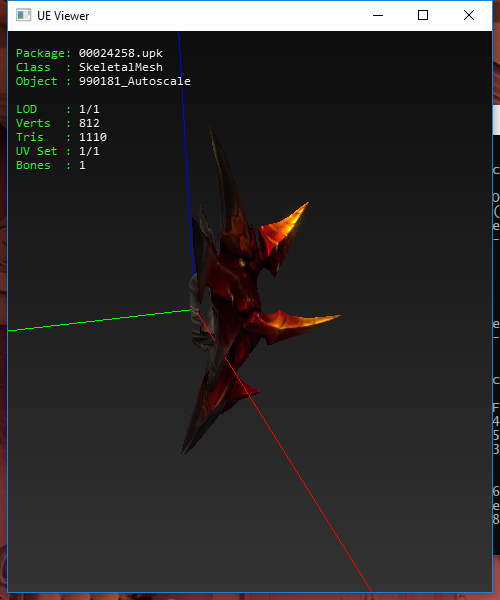 UE Viewer
Package: 00024258.upk
Class : SkeletalMesh
Object : 990181_Autoscale
LOD : 1/1
Verts : 812
Tris : 1110
UV Set : 1/1
Bones : 1